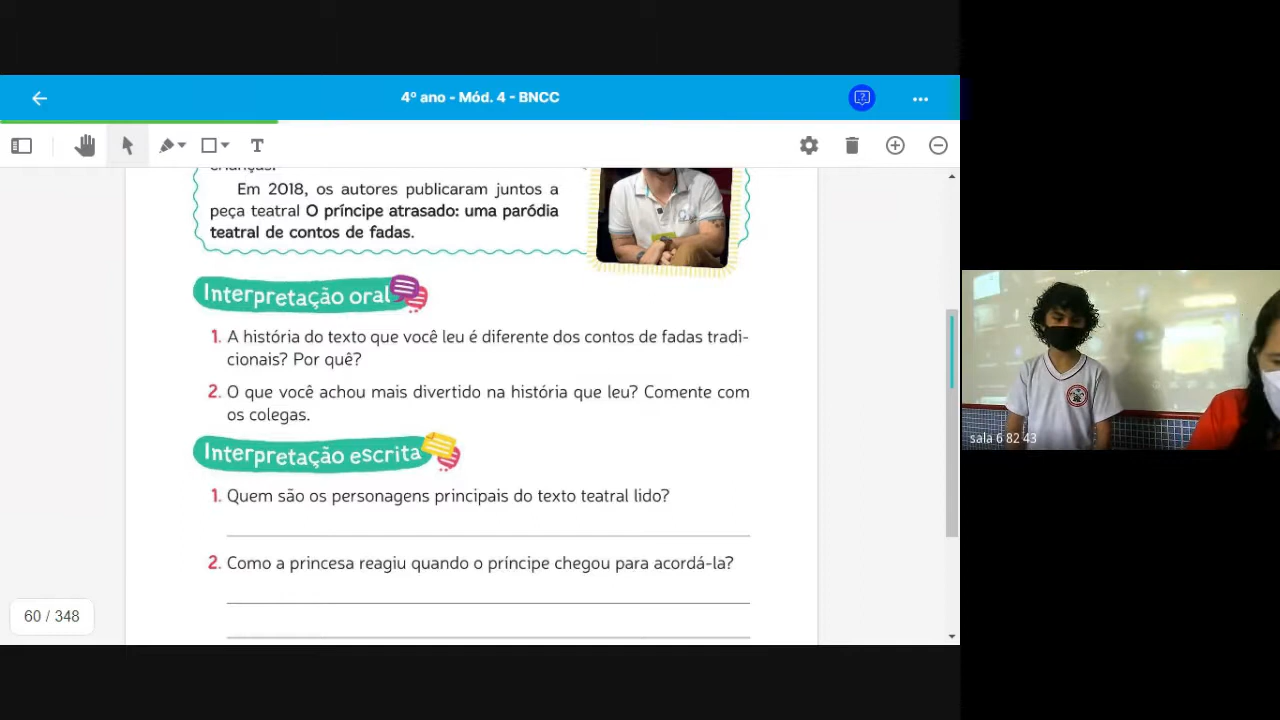 4º ano - Mód. 4 - BNCC
T
Em 2018, os autores publicaram juntos a
peça teatral O príncipe atrasado: uma paródia
teatral de contos de fadas.
Interpretação oral
1. A história do texto que você leu é diferente dos contos de fadas tradi-
cionais? Por quê?
2. O que você achou mais divertido na história que leu? Comente com
os colegas.
Interpretação escrita
1. Quem são os personagens principais do texto teatral lido?
2. Como a princesa reagiu quando o príncipe chegou para acordá-la?
60 / 348
sala 6 82 43